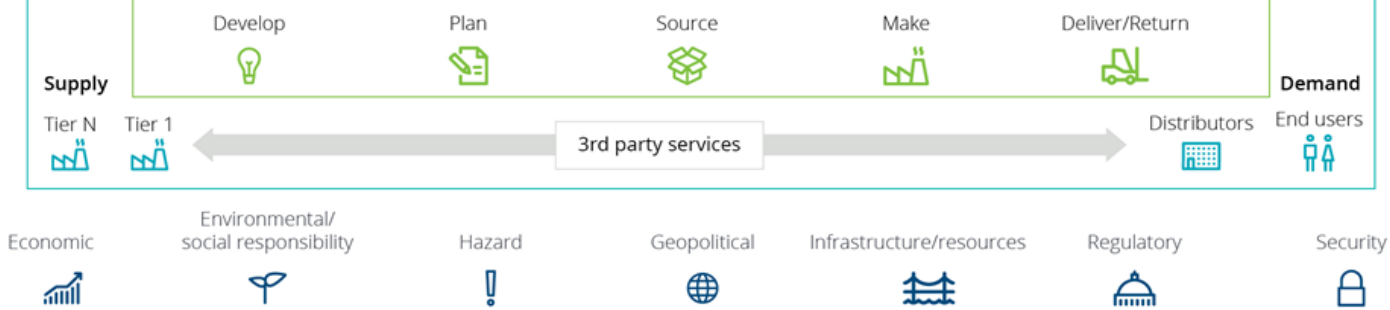 Develop
Plan
Source
Make
Deliver/Return
Supply
Demand
Tier N
Tier 1
3rd party services
Distributors
End users
Economic
Environmental/
social responsibility
Hazard
Geopolitical
Infrastructure/resources
Regulatory
Security